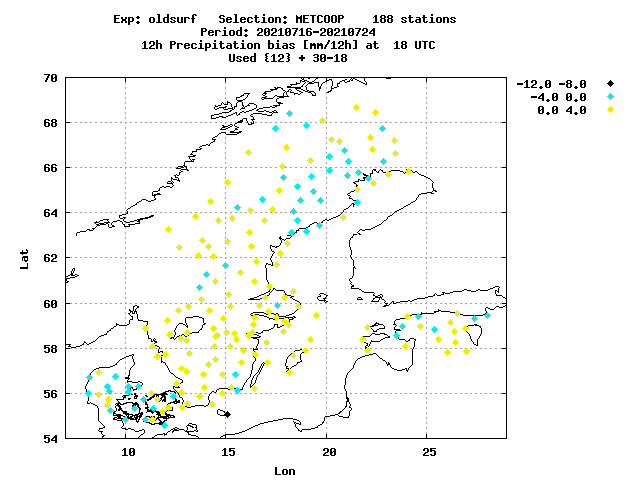 Exp: oldsurf Selection: METCOOP 188 stations
Period: 20210716-20210724
12h Precipitation bias [mm/12h] at 18 UTC
Used {12} + 30-18
-12.0 -8.0
-4.0 0.0
0.0 4.0
70
68
66
64
62
60
58
56
54
Lat
10
15
20
25
Lon